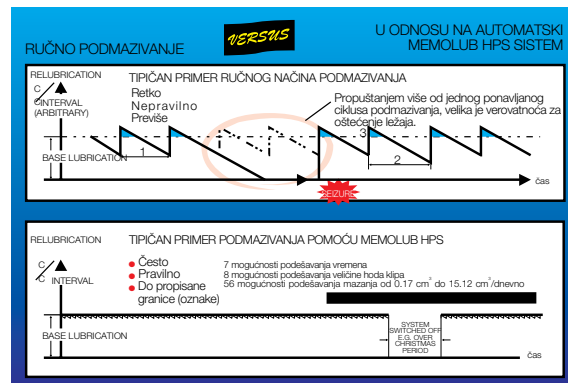 RUČNO PODMAZIVANJE
VERSUS
U ODNOSU NA AUTOMATSKI
MEMOLUB HPS SISTEM
RELUBRICATION
C
C
INTERVAL
(ARBITRARY)
BASE LUBRICATION
TIPIČAN PRIMER RUČNOG NAČINA PODMAZIVANJA
Retko
Nepravilno
Previše
Propuštanjem više od jednog ponavljanog
ciklusa podmazivanja, velika je verovatnoća za
oštećenje ležaja.
1
3
2
SEIZURE
čas
RELUBRICATION
C
C
INTERVAL
BASE LUBRICATION
TIPIČAN PRIMER PODMAZIVANJA POMOĆU MEMOLUB HPS
Često
Pravilno
Do propisane
granice (oznake)
7 mogućnosti podešavanja vremena
8 mogućnosti podešavanja veličine hoda klipa
56 mogućnosti podešavanja mazanja od 0.17 cm³ do 15.12 cm³/dnevno
SYSTEM
SWITCHED OFF
E.G. OVER
CHRISTMAS
PERIOD
čas